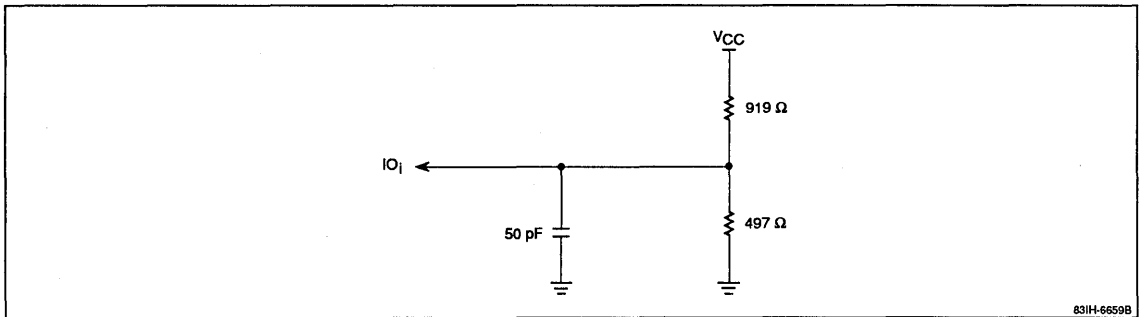 VCC
919 Ω
IOi
497 Ω
50 pF
83IH-6659B